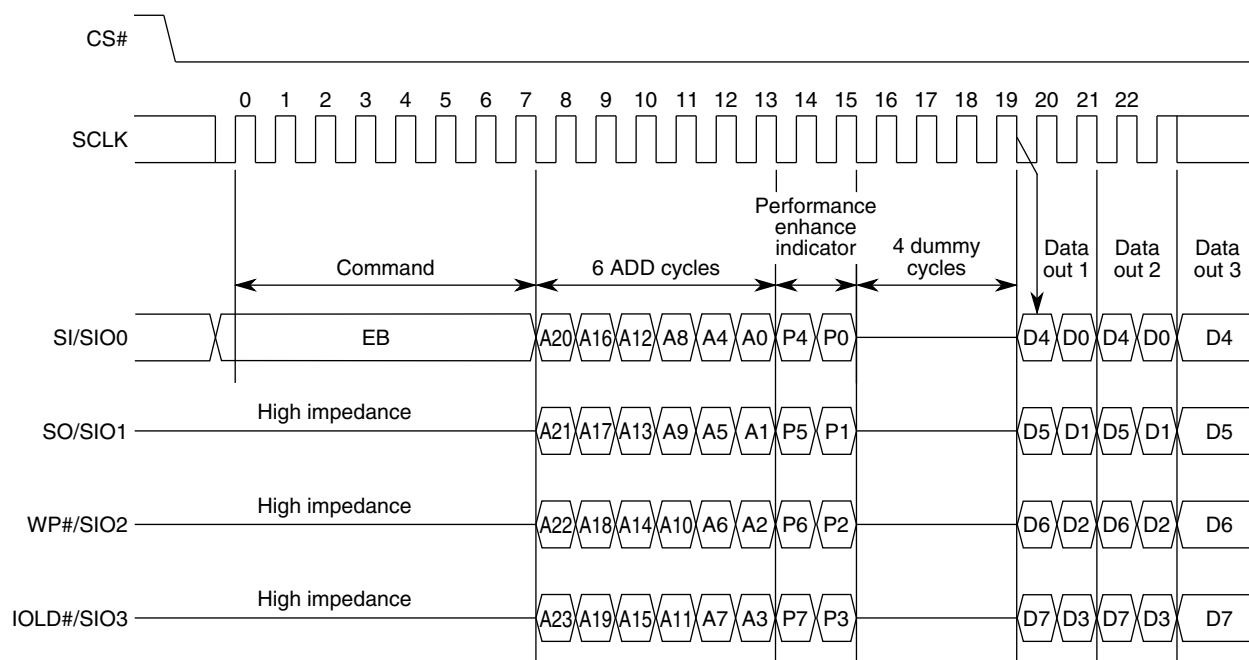 CS#
0 1 2 3 4 5 6 7 8 9 10 11 12 13 14 15 16 17 18 19 20 21 22
SCLK
Performance
enhance
indicator
Command
6 ADD cycles
4 dummy
cycles
Data
out 1
Data
out 2
Data
out 3
SI/SIO0 EB A20 A16 A12 A8 A4 A0 P4 P0 D4 D0 D4 D0 D4
High impedance
SO/SIO1 A21 A17 A13 A9 A5 A1 P5 P1 D5 D1 D5 D1 D5
High impedance
WP#/SIO2 A22 A18 A14 A10 A6 A2 P6 P2 D6 D2 D6 D2 D6
High impedance
IOLD#/SIO3 A23 A19 A15 A11 A7 A3 P7 P3 D7 D3 D7 D3 D7